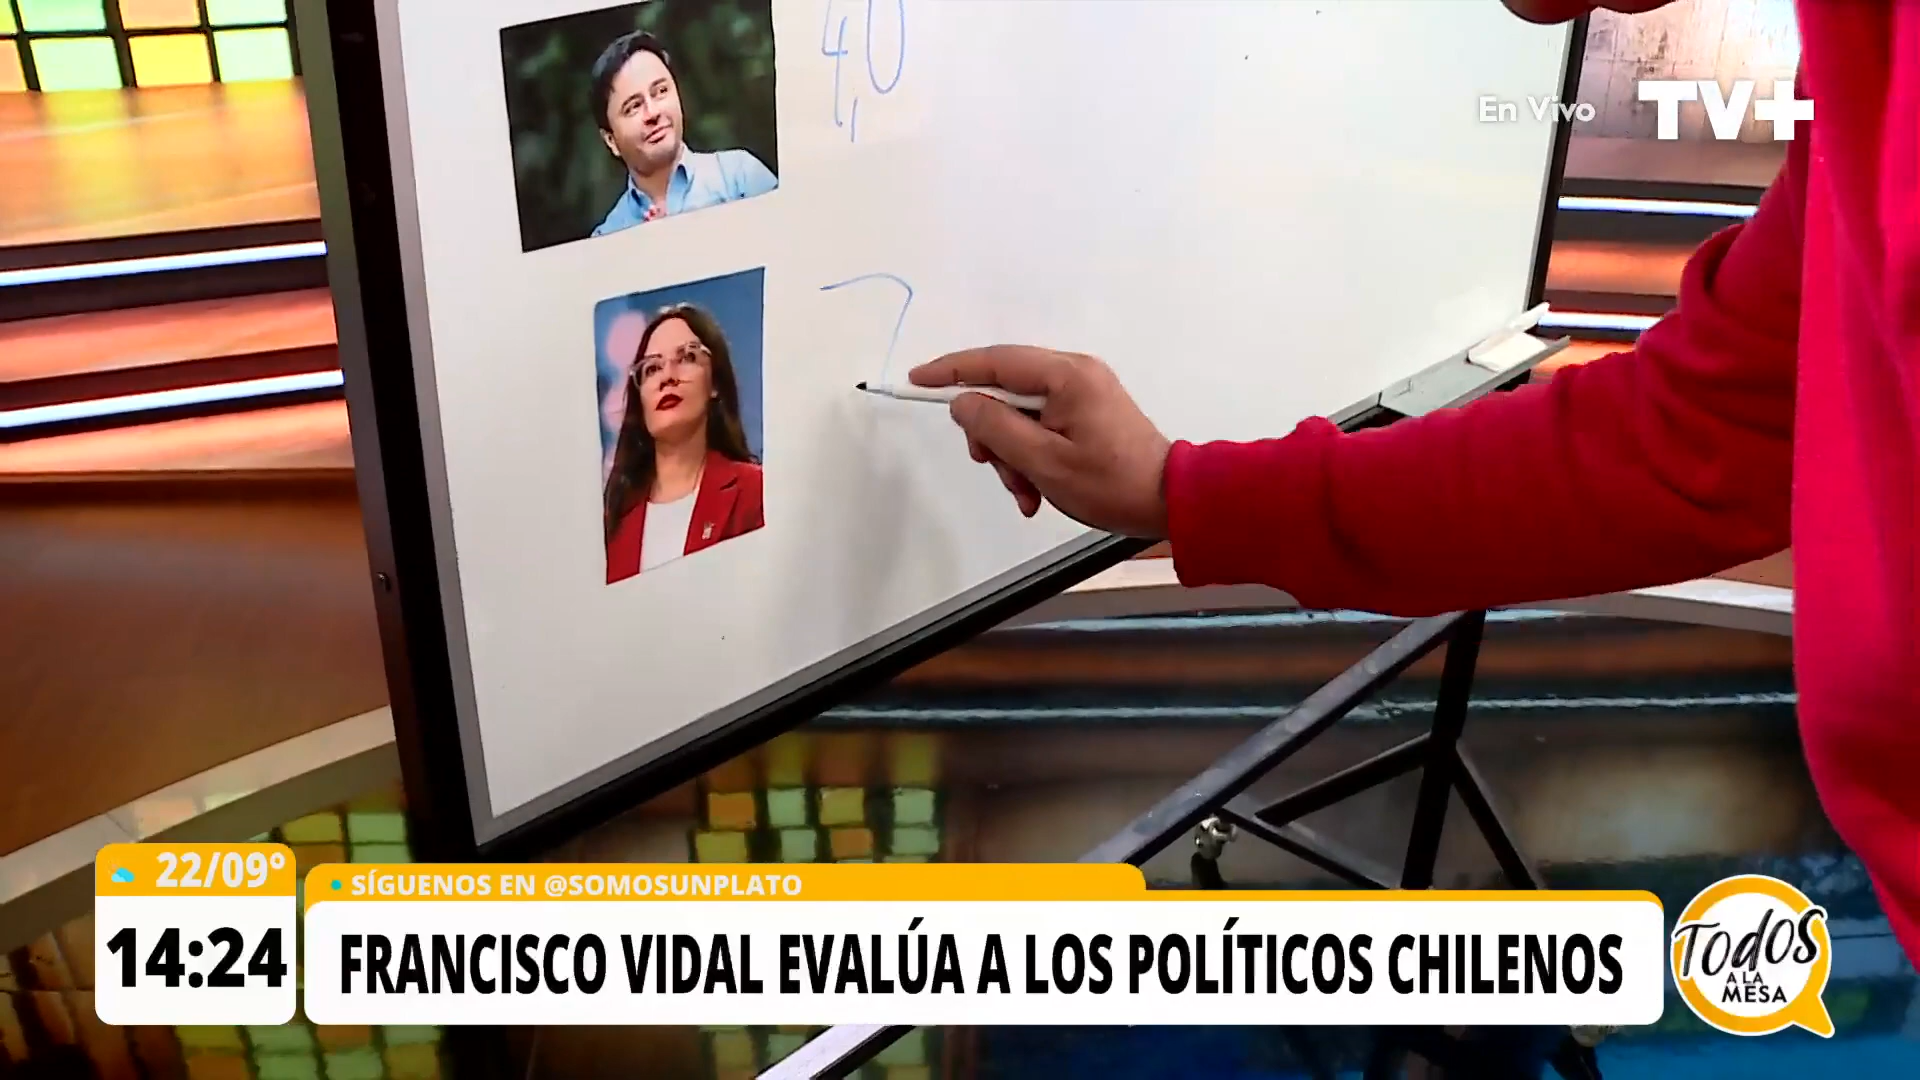 4,0
En Vivo TV+
7
22/09°
SÍGUENOS EN @SOMOSUNPLATO
14:24
FRANCISCO VIDAL EVALÚA A LOS POLÍTICOS CHILENOS
TODOS
A LA
MESA